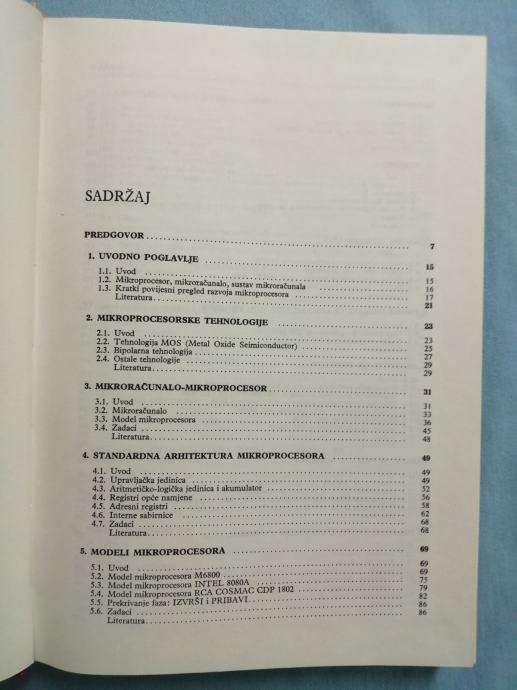 SADRŽAJ
PREDGOVOR 7
1. UVODNO POGLAVLJE 15
1.1. Uvod 15
1.2. Mikroprocesor, mikroračunalo, sustav mikroračunala 16
1.3. Kratki povijesni pregled razvoja mikroprocesora 17
Literatura 21
2. MIKROPROCESORSKE TEHNOLOGIJE 23
2.1. Uvod 23
2.2. Tehnologija MOS (Metal Oxide Seimiconductor) 25
2.3. Bipolarna tehnologija 27
2.4. Ostale tehnologije 29
Literatura 29
3. MIKRORAČUNALO-MIKROPROCESOR 31
3.1. Uvod 31
3.2. Mikroračunalo 33
3.3. Model mikroprocesora 36
3.4. Zadaci 45
Literatura 48
4. STANDARDNA ARHITEKTURA MIKROPROCESORA 49
4.1. Uvod 49
4.2. Upravljačka jedinica 49
4.3. Aritmetičko-logička jedinica i akumulator 52
4.4. Registri opće namjene 56
4.5. Adresni registri 58
4.6. Interne sabirnice 62
4.7. Zadaci 68
Literatura 68
5. MODELI MIKROPROCESORA 69
5.1. Uvod 69
5.2. Model mikroprocesora M6800 69
5.3. Model mikroprocesora INTEL 8080A 75
5.4. Model mikroprocesora RCA COSMAC CDP 1802 79
5.5. Prekrivanje faza: IZVRŠI i PRIBAVI 82
5.6. Zadaci 86
Literatura 86